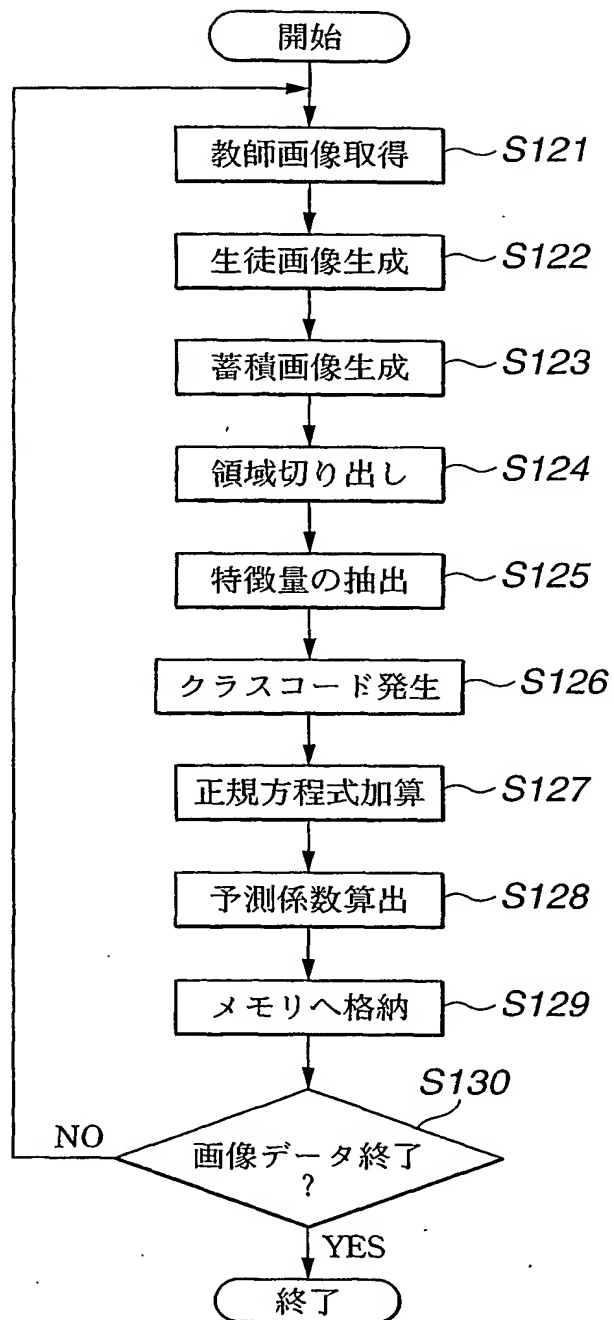 開始
教師画像取得 S121
生徒画像生成 S122
蓄積画像生成 S123
領域切り出し S124
特徴量の抽出 S125
クラスコード発生 S126
正規方程式加算 S127
予測係数算出 S128
メモリへ格納 S129
S130
NO
画像データ終了
?
YES
終了